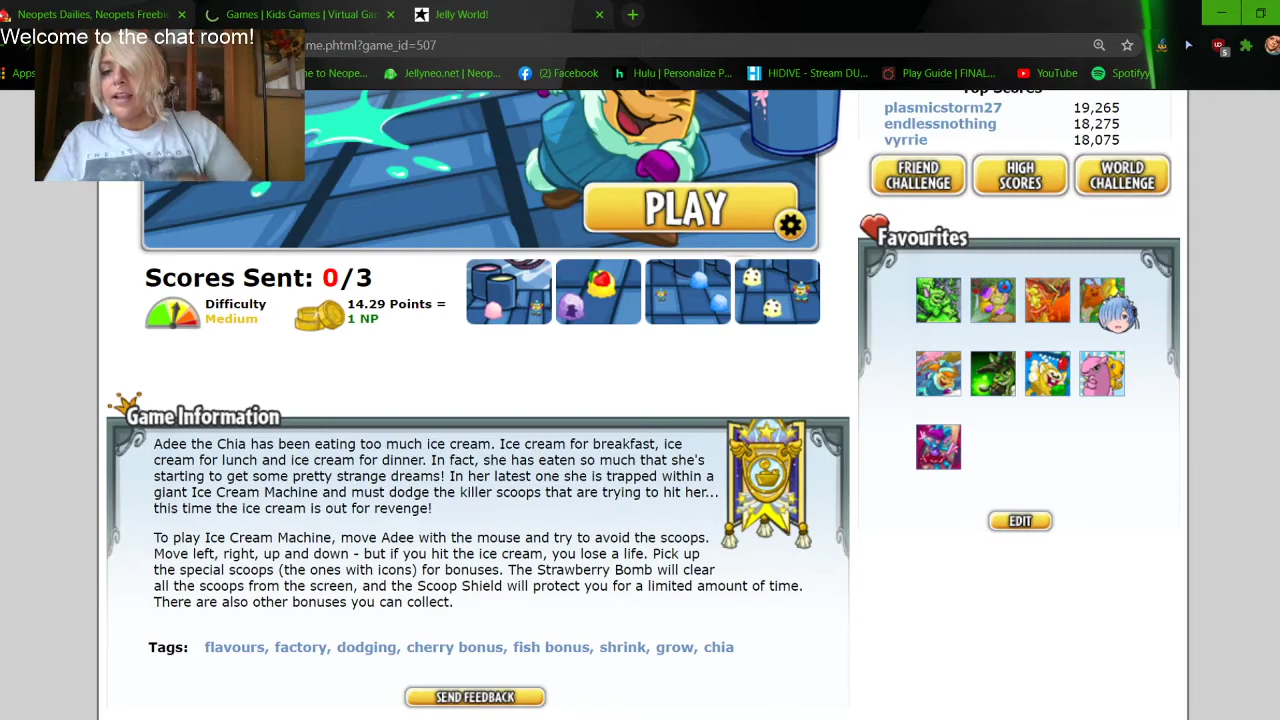 Neopets Dailies, Neopets Freebie
Games | Kids Games | Virtual Gam
Jelly World!
Welcome to the chat room!
me.phtml?game_id=507
Apps
me to Neope...
Jellyneo.net | Neop...
(2) Facebook
Hulu | Personalize P...
HIDIVE - Stream DU...
Play Guide | FINAL...
YouTube
Spotify
Top Scores
plasmicstorm27 19,265
endlessnothing 18,275
vyrrie 18,075
FRIEND CHALLENGE
HIGH SCORES
WORLD CHALLENGE
PLAY
Favourites
Scores Sent: 0/3
Difficulty
Medium
14.29 Points =
1 NP
Game Information
Adee the Chia has been eating too much ice cream. Ice cream for breakfast, ice
cream for lunch and ice cream for dinner. In fact, she has eaten so much that she's
starting to get some pretty strange dreams! In her latest one she is trapped within a
giant Ice Cream Machine and must dodge the killer scoops that are trying to hit her...
this time the ice cream is out for revenge!
To play Ice Cream Machine, move Adee with the mouse and try to avoid the scoops.
Move left, right, up and down - but if you hit the ice cream, you lose a life. Pick up
the special scoops (the ones with icons) for bonuses. The Strawberry Bomb will clear
all the scoops from the screen, and the Scoop Shield will protect you for a limited amount of time.
There are also other bonuses you can collect.
EDIT
Tags: flavours, factory, dodging, cherry bonus, fish bonus, shrink, grow, chia
SEND FEEDBACK